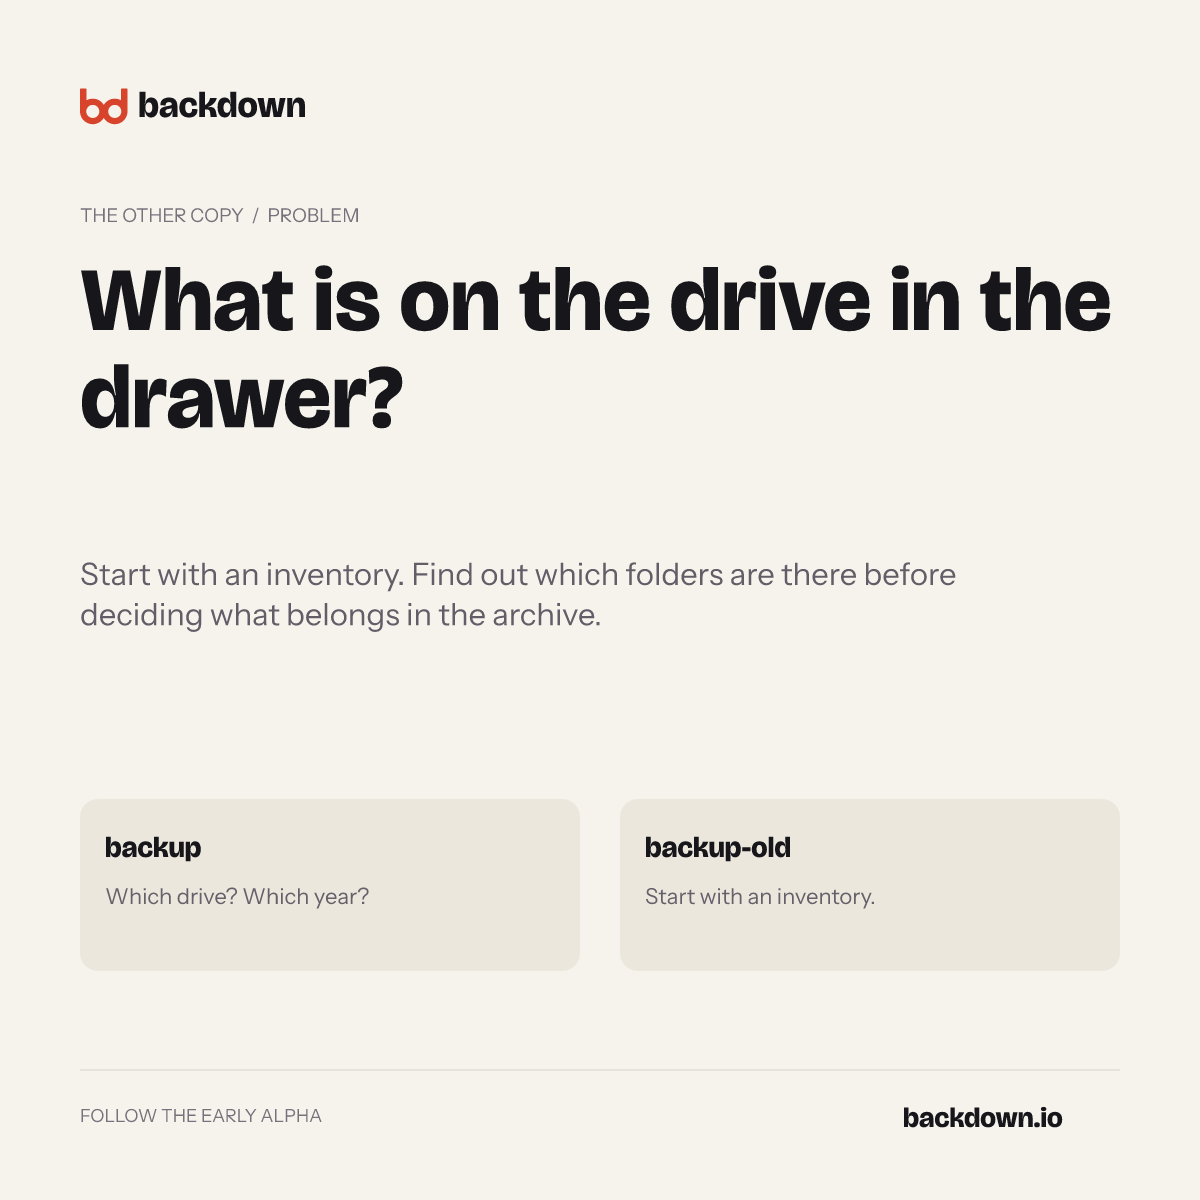 backdown
THE OTHER COPY / PROBLEM
What is on the drive in the
drawer?
Start with an inventory. Find out which folders are there before
deciding what belongs in the archive.
backup
Which drive? Which year?
backup-old
Start with an inventory.
FOLLOW THE EARLY ALPHA
backdown.io